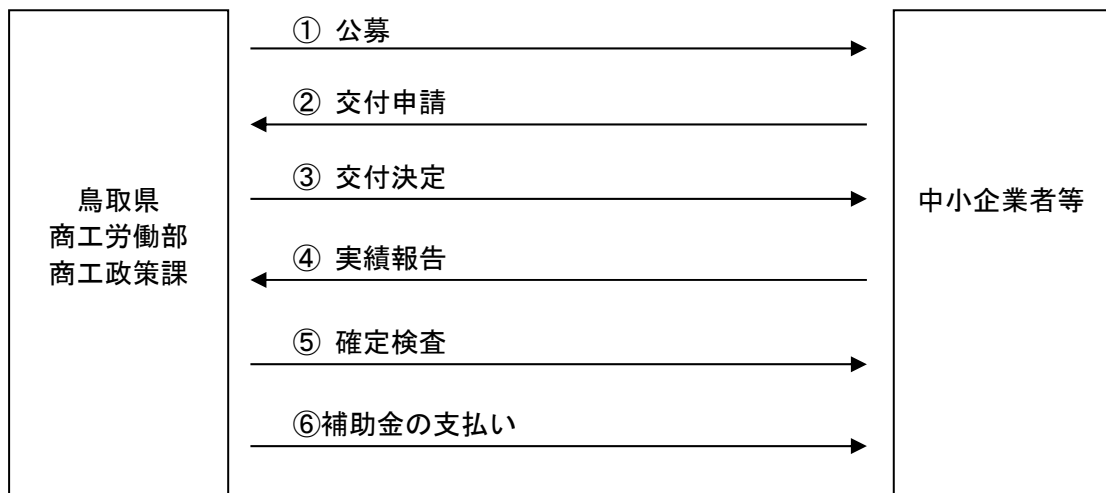 ① 公募
② 交付申請
③ 交付決定
鳥取県
商工労働部
商工政策課
中小企業者等
④ 実績報告
⑤ 確定検査
⑥補助金の支払い